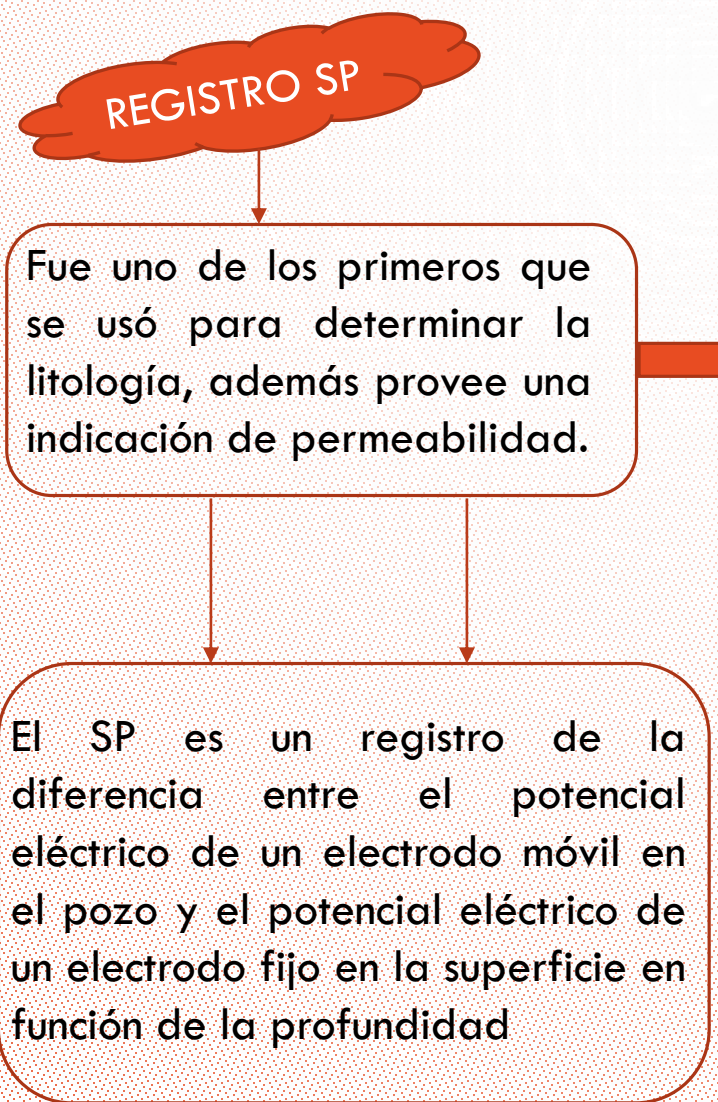 REGISTRO SP
Fue uno de los primeros que
se usó para determinar la
litología, además provee una
indicación de permeabilidad.
El SP es un registro de la
diferencia entre el potencial
eléctrico de un electrodo móvil en
el pozo y el potencial eléctrico de
un electrodo fijo en la superficie en
función de la profundidad